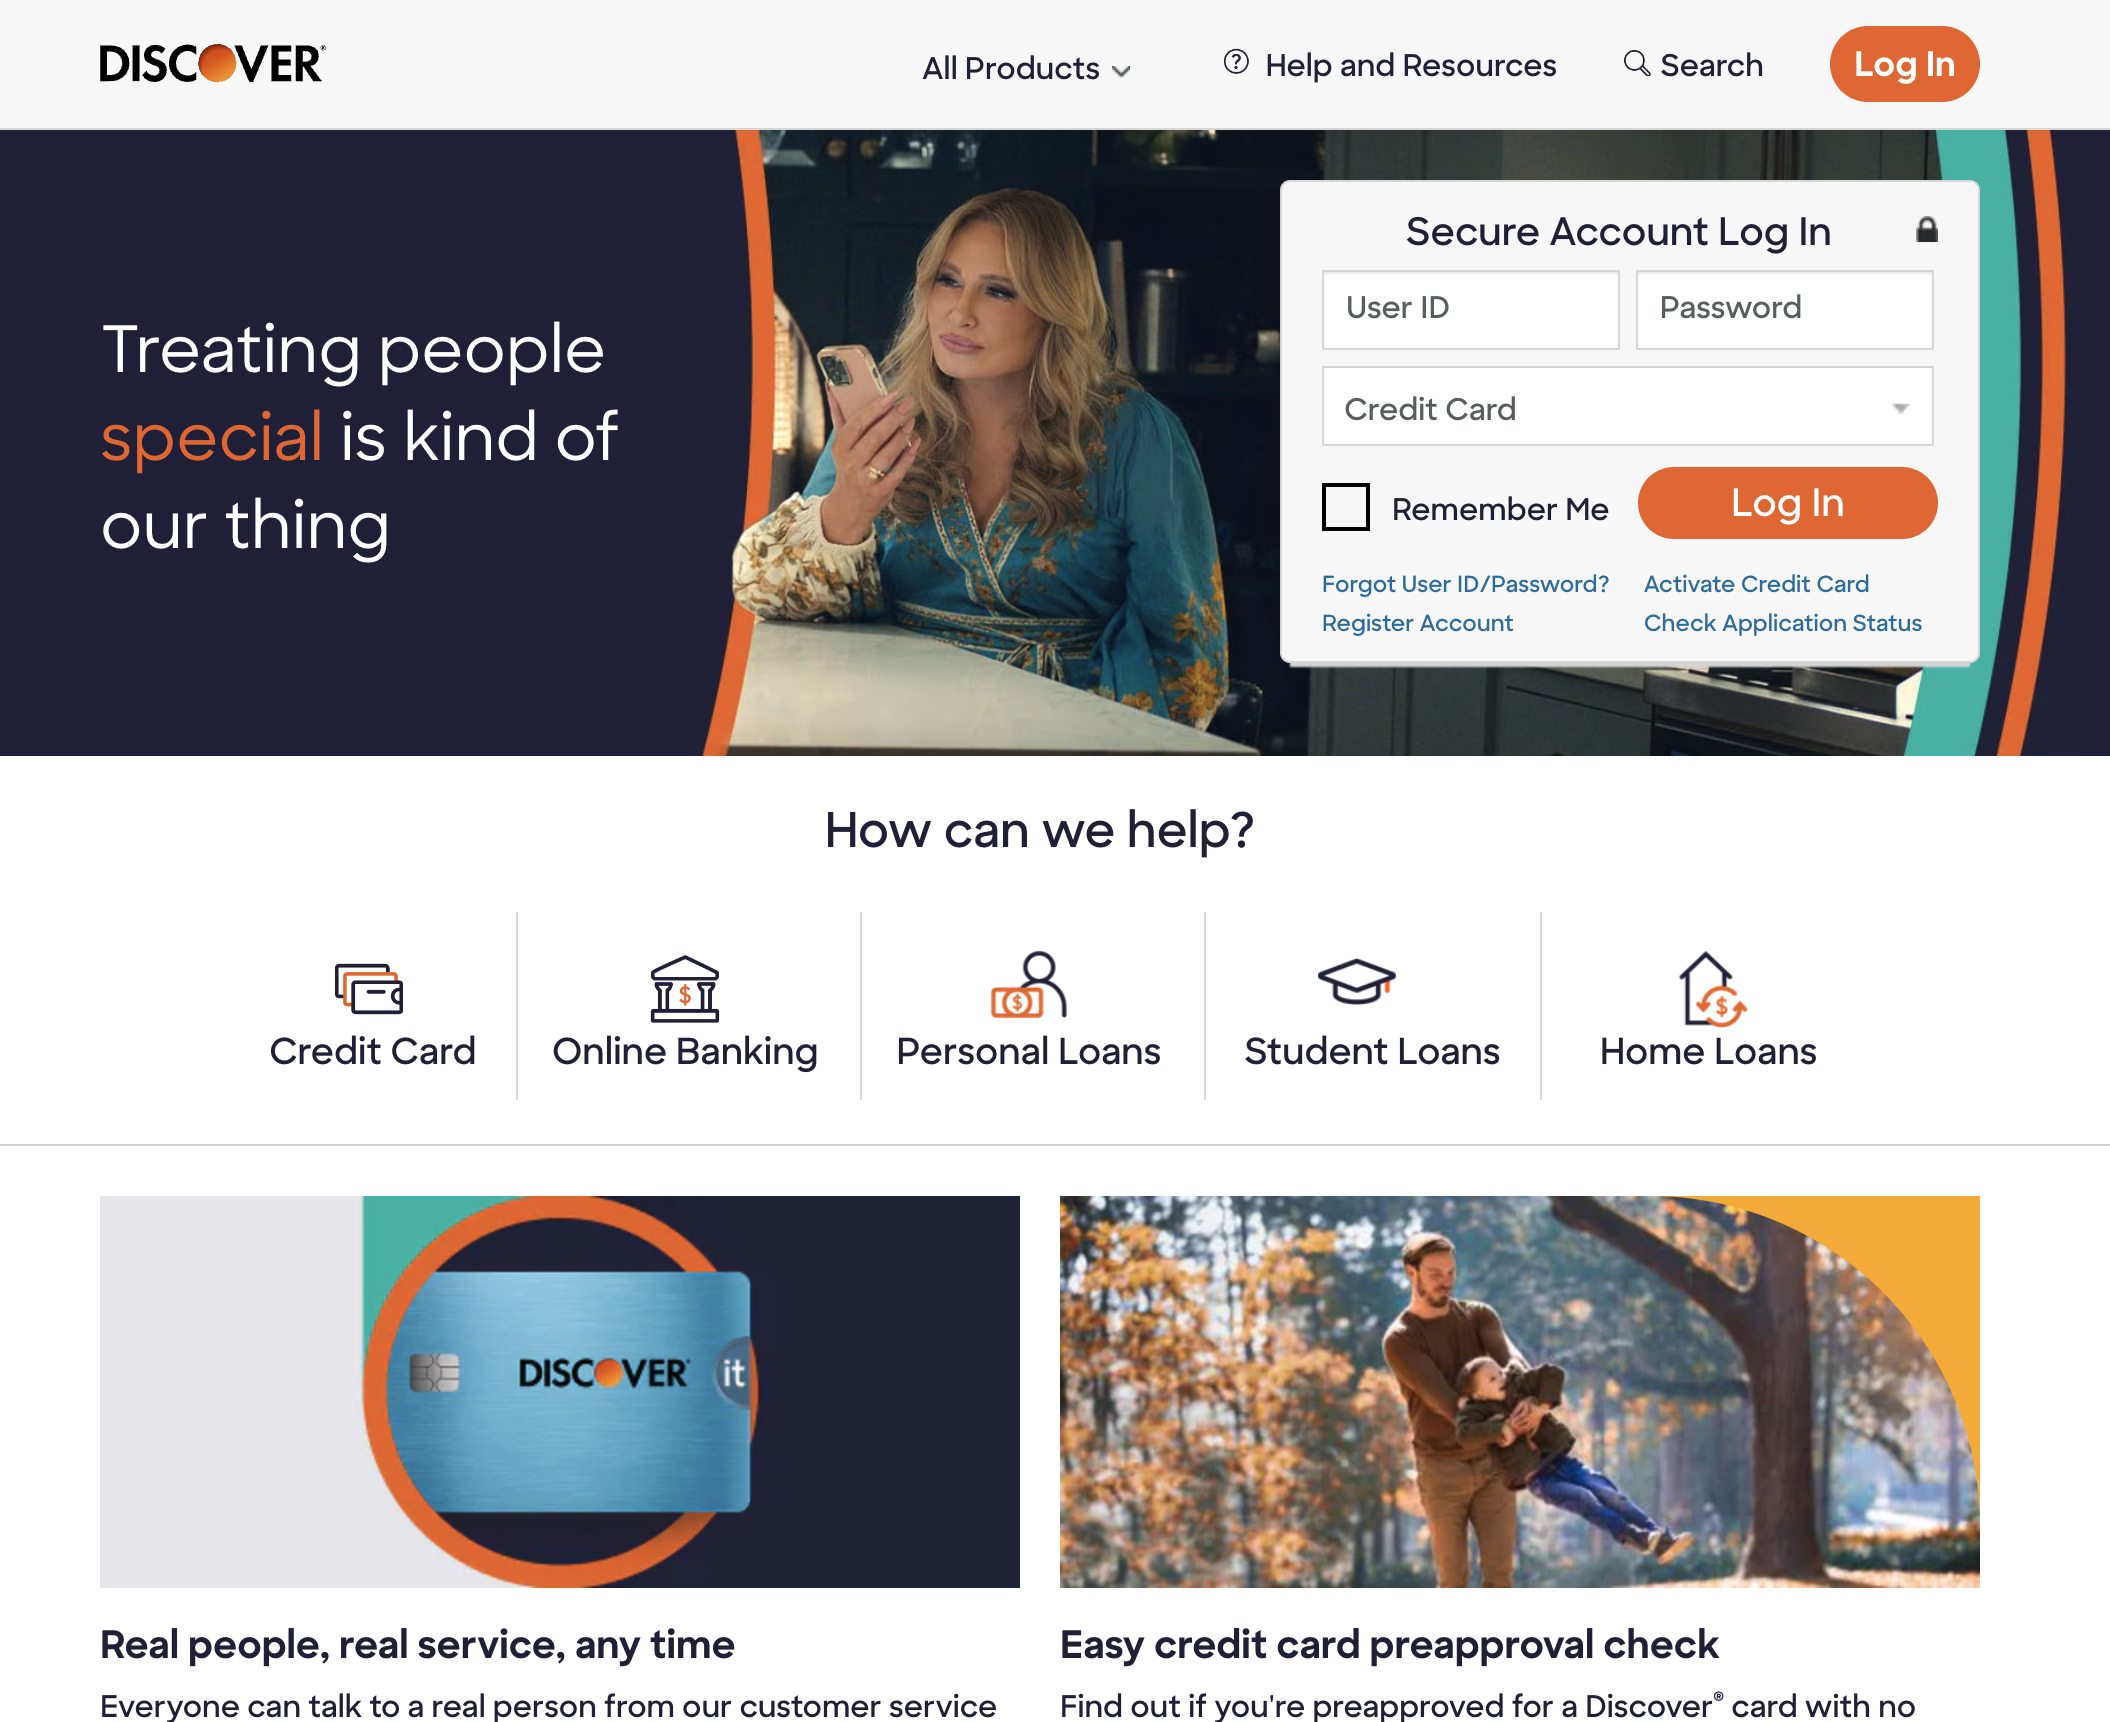 DISCOVER®
All Products
Help and Resources
Search
Log In
Treating people
special is kind of
our thing
Secure Account Log In
User ID
Password
Credit Card
Remember Me
Log In
Forgot User ID/Password?
Activate Credit Card
Register Account
Check Application Status
How can we help?
Credit Card
Online Banking
Personal Loans
Student Loans
Home Loans
DISCOVER®
it
Real people, real service, any time
Everyone can talk to a real person from our customer service
Easy credit card preapproval check
Find out if you're preapproved for a Discover® card with no